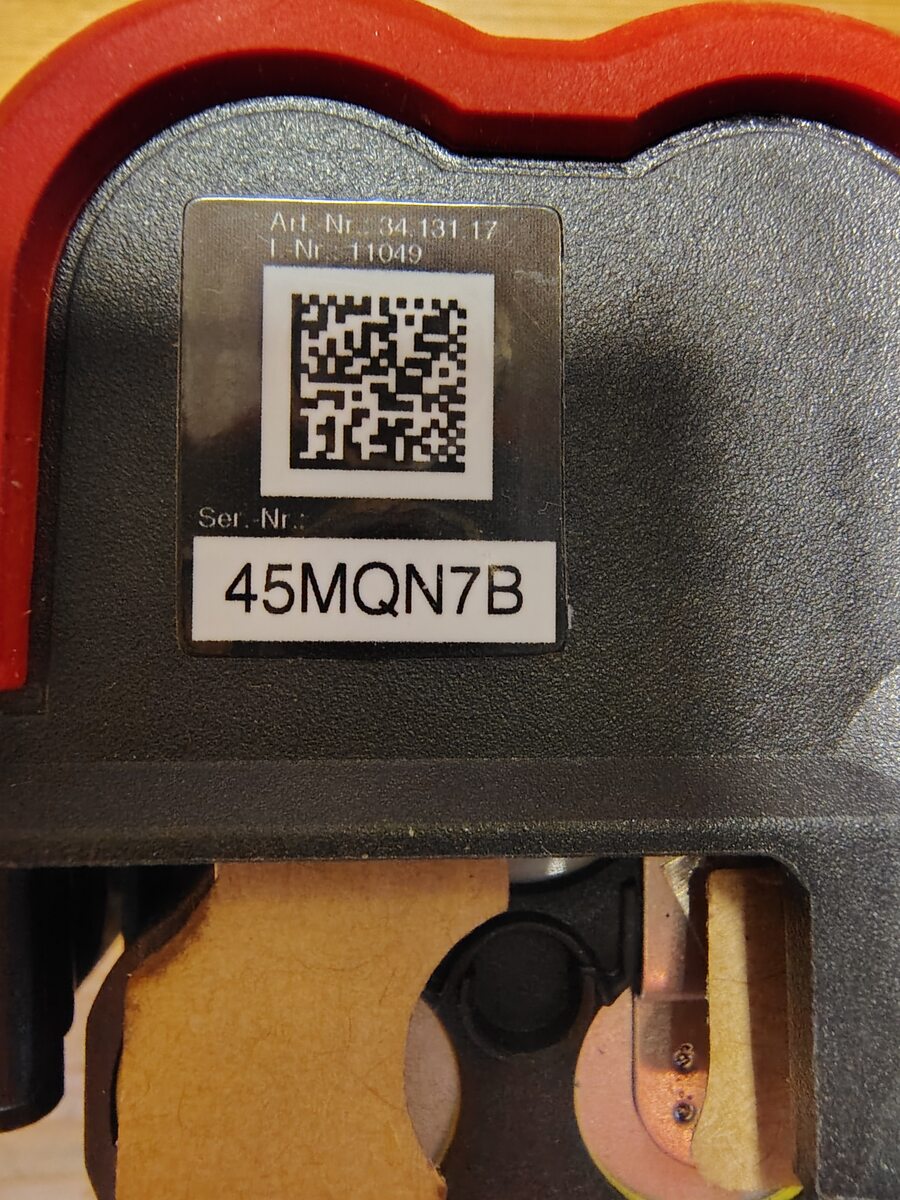 Art.-Nr.: 34.131.17
I.-Nr.: 11049
Ser.-Nr.:
45MQN7B